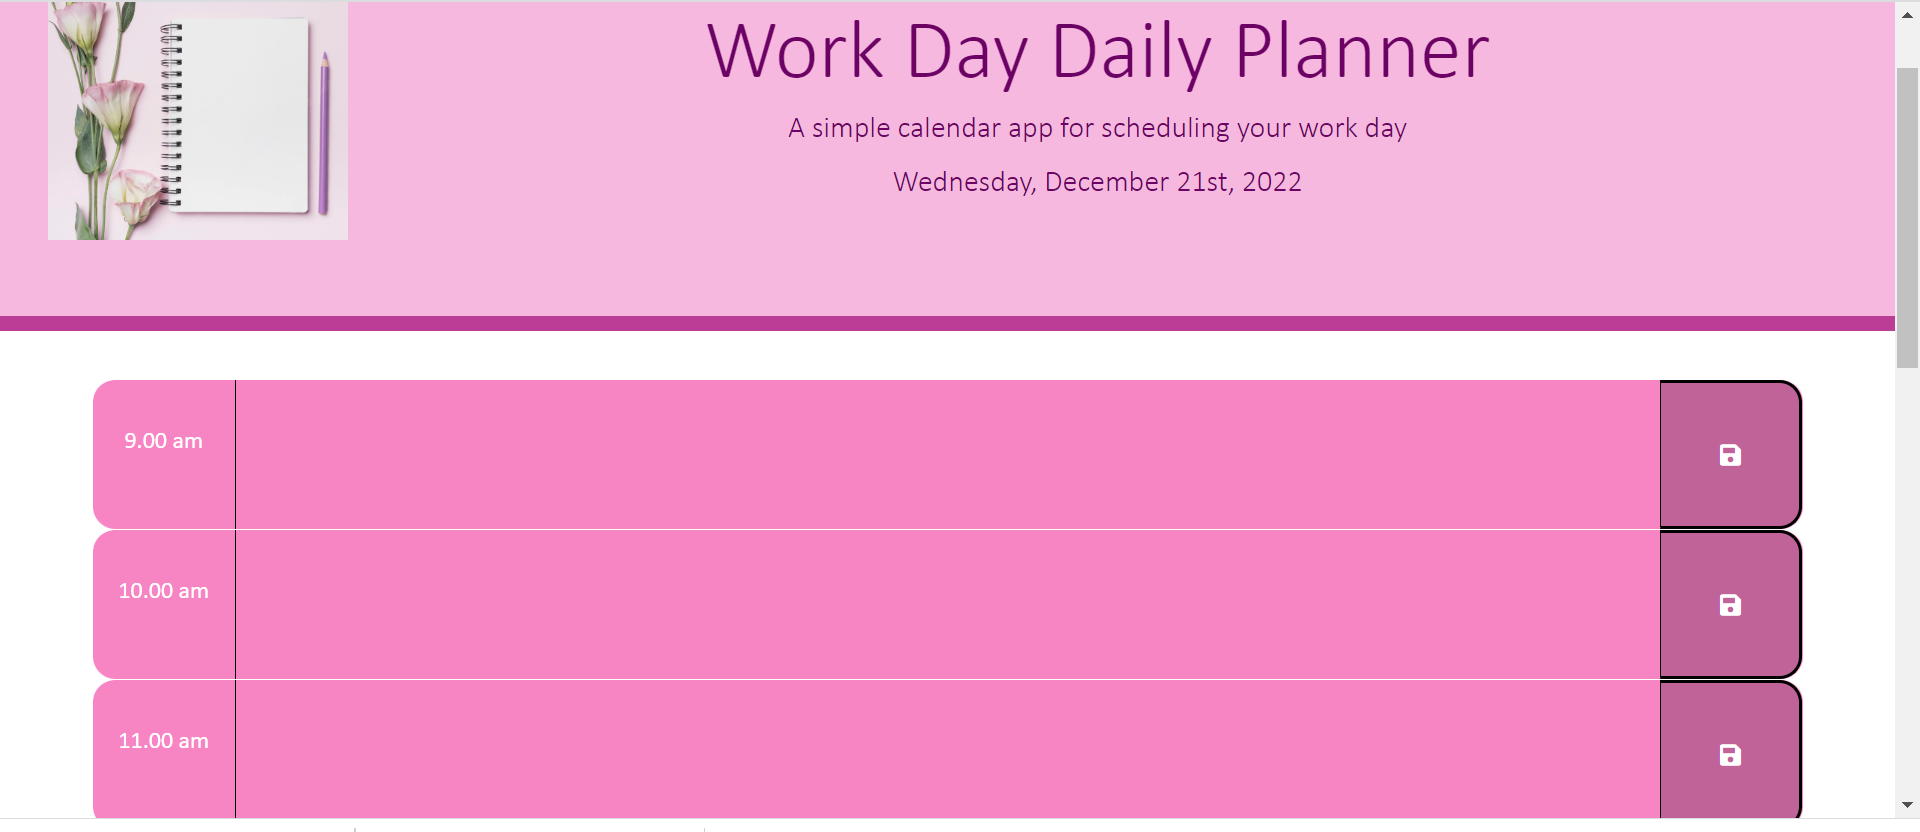 Work Day Daily Planner
A simple calendar app for scheduling your work day
Wednesday, December 21st, 2022
9.00 am
10.00 am
11.00 am